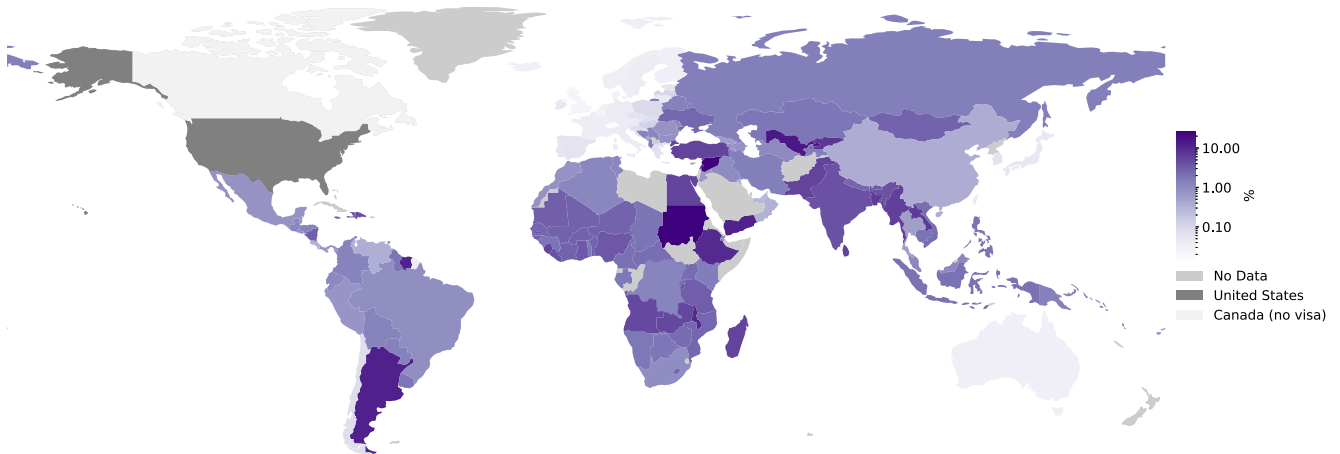 10.00
1.00
%
0.10
No Data
United States
Canada (no visa)